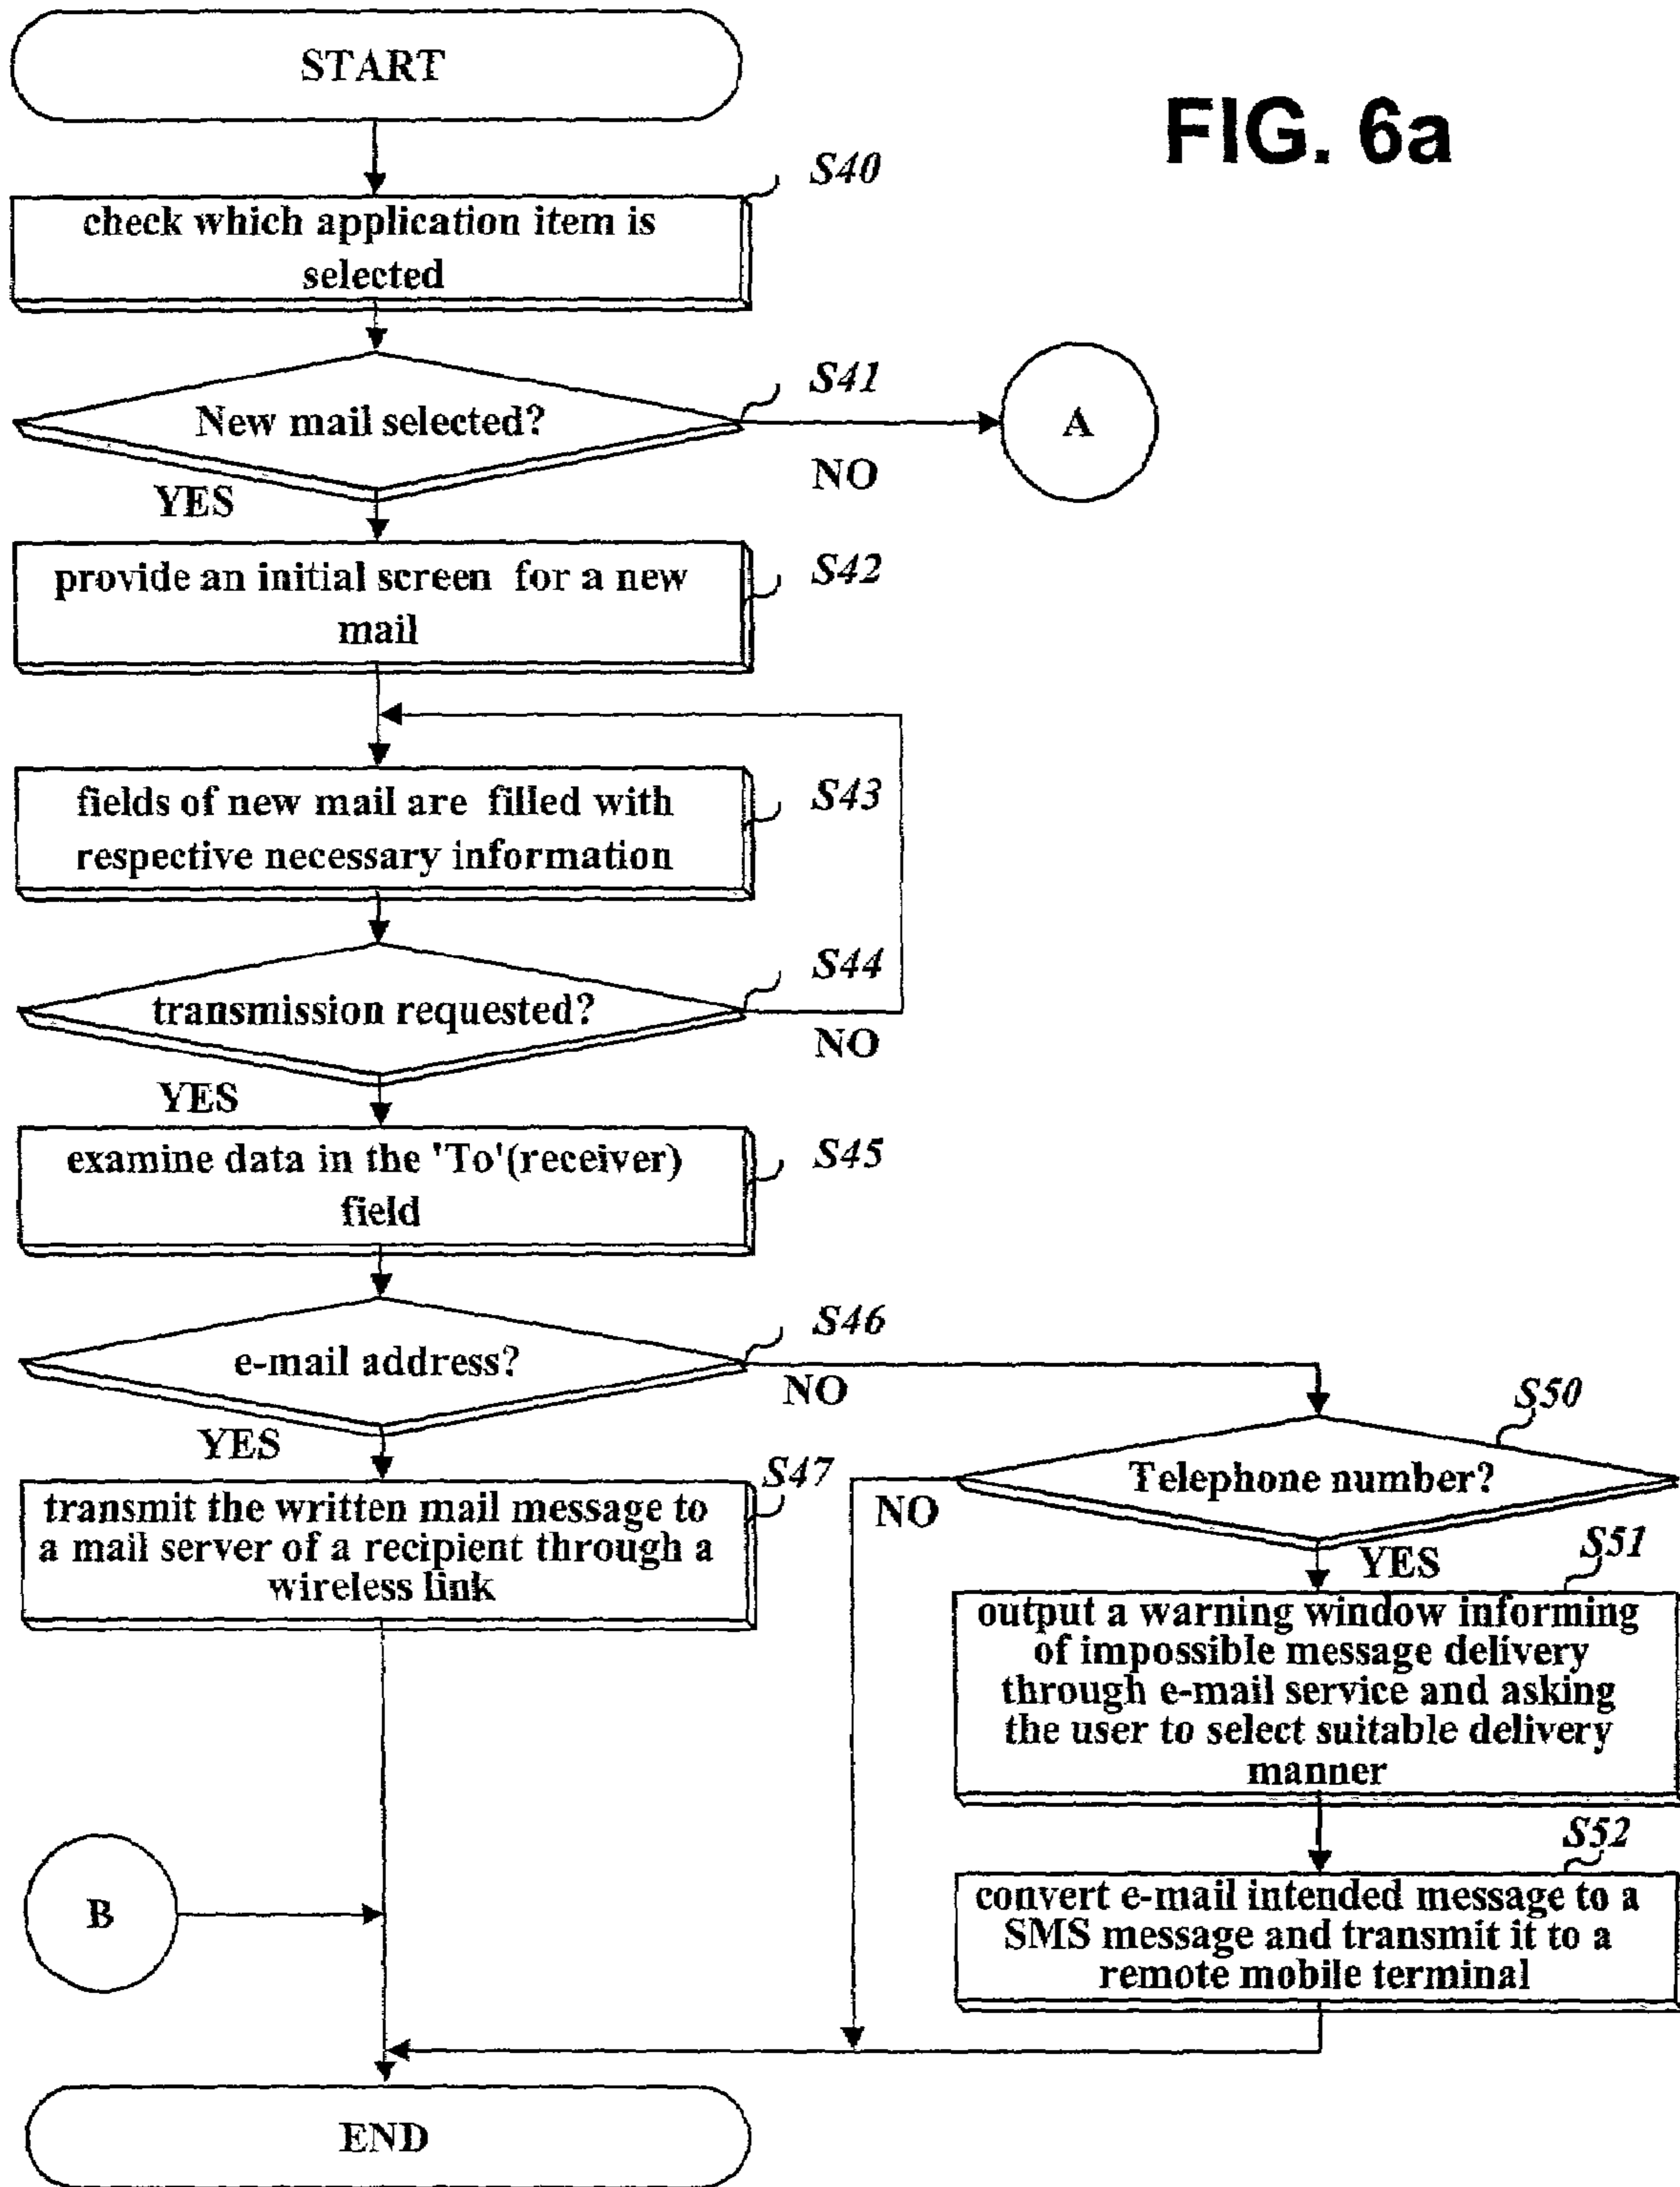 START
FIG. 6a
S40
check which application item is
selected
S41
New mail selected?
A
NO
YES
S42
provide an initial screen for a new
mail
S43
fields of new mail are filled with
respective necessary information
S44
transmission requested?
NO
YES
S45
examine data in the 'To'(receiver)
field
S46
e-mail address?
NO
YES
S50
Telephone number?
NO
YES
S47
transmit the written mail message to
a mail server of a recipient through a
wireless link
S51
output a warning window informing
of impossible message delivery
through e-mail service and asking
the user to select suitable delivery
manner
S52
convert e-mail intended message to a
SMS message and transmit it to a
remote mobile terminal
B
END